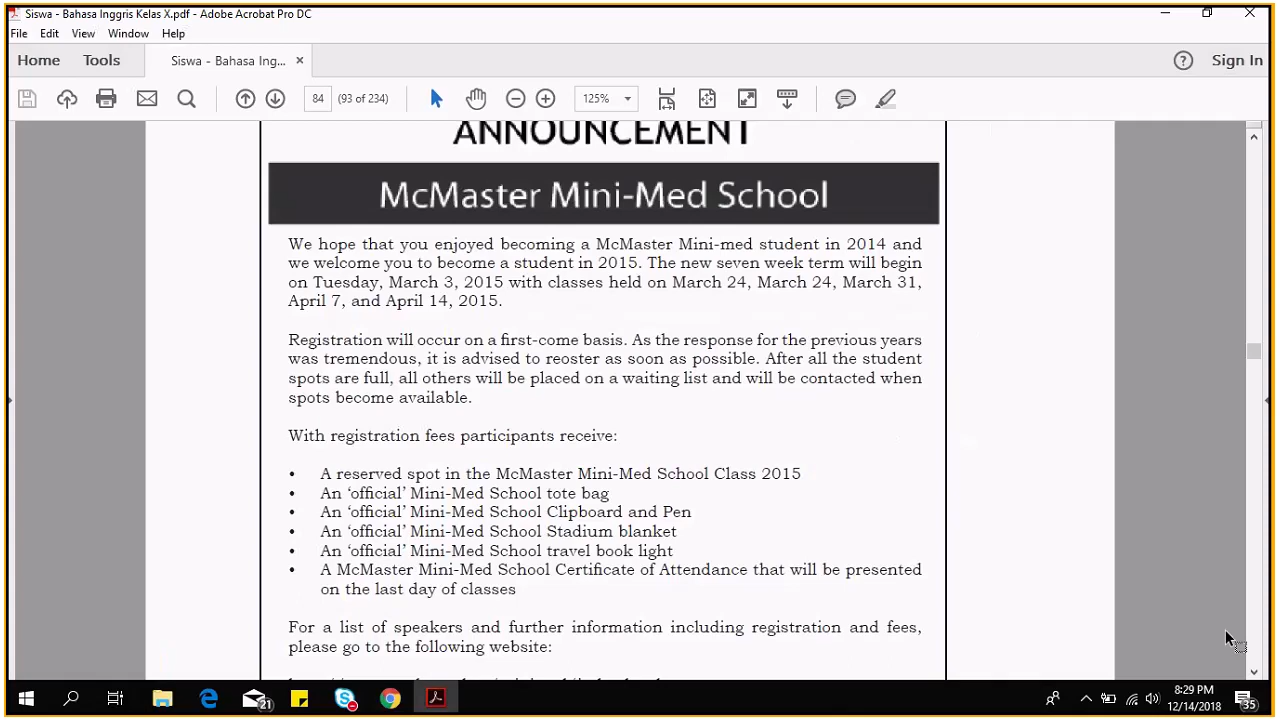 Siswa - Bahasa Inggris Kelas X.pdf - Adobe Acrobat Pro DC
File Edit View Window Help
Home Tools Siswa - Bahasa Ing... × Sign In
84 (93 of 234) 125%
ANNOUNCEMENT
McMaster Mini-Med School
We hope that you enjoyed becoming a McMaster Mini-med student in 2014 and
we welcome you to become a student in 2015. The new seven week term will begin
on Tuesday, March 3, 2015 with classes held on March 24, March 24, March 31,
April 7, and April 14, 2015.
Registration will occur on a first-come basis. As the response for the previous years
was tremendous, it is advised to reoster as soon as possible. After all the student
spots are full, all others will be placed on a waiting list and will be contacted when
spots become available.
With registration fees participants receive:
• A reserved spot in the McMaster Mini-Med School Class 2015
• An ‘official’ Mini-Med School tote bag
• An ‘official’ Mini-Med School Clipboard and Pen
• An ‘official’ Mini-Med School Stadium blanket
• An ‘official’ Mini-Med School travel book light
• A McMaster Mini-Med School Certificate of Attendance that will be presented
on the last day of classes
For a list of speakers and further information including registration and fees,
please go to the following website:
21
8:29 PM
12/14/2018
35